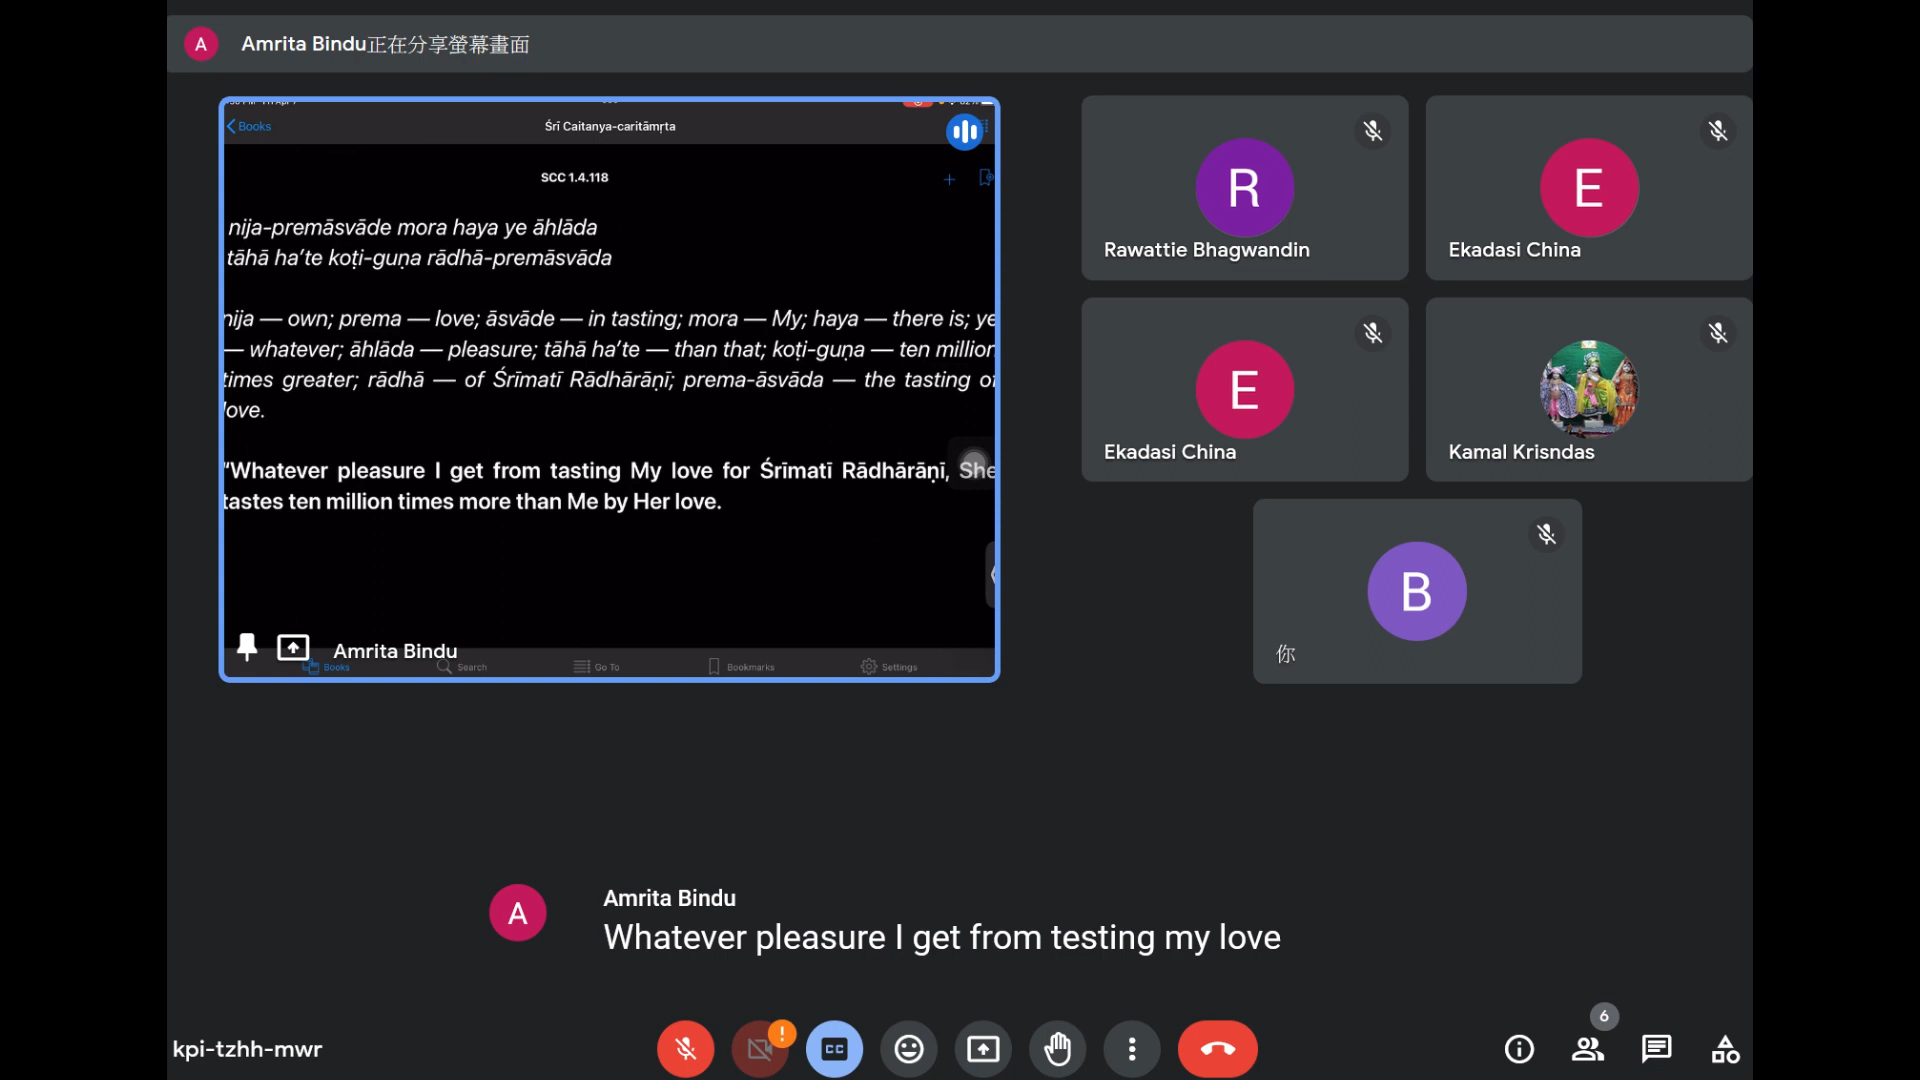 A Amrita Bindu正在分享螢幕畫面
Books
Śrī Caitanya-caritāmṛta
SCC 1.4.118
nija-premāsvāde mora haya ye āhlāda
tāhā ha’te koṭi-guṇa rādhā-premāsvāda
nija — own; prema — love; āsvāde — in tasting; mora — My; haya — there is; ye
— whatever; āhlāda — pleasure; tāhā ha’te — than that; koṭi-guṇa — ten million
times greater; rādhā — of Śrīmatī Rādhārāṇī; prema-āsvāda — the tasting of
love.
“Whatever pleasure I get from tasting My love for Śrīmatī Rādhārāṇī, She
tastes ten million times more than Me by Her love.
Amrita Bindu
Books Search Go To Bookmarks Settings
R
Rawattie Bhagwandin
E
Ekadasi China
E
Ekadasi China
Kamal Krisndas
B
你
A
Amrita Bindu
Whatever pleasure I get from testing my love
kpi-tzhh-mwr
!
CC
6